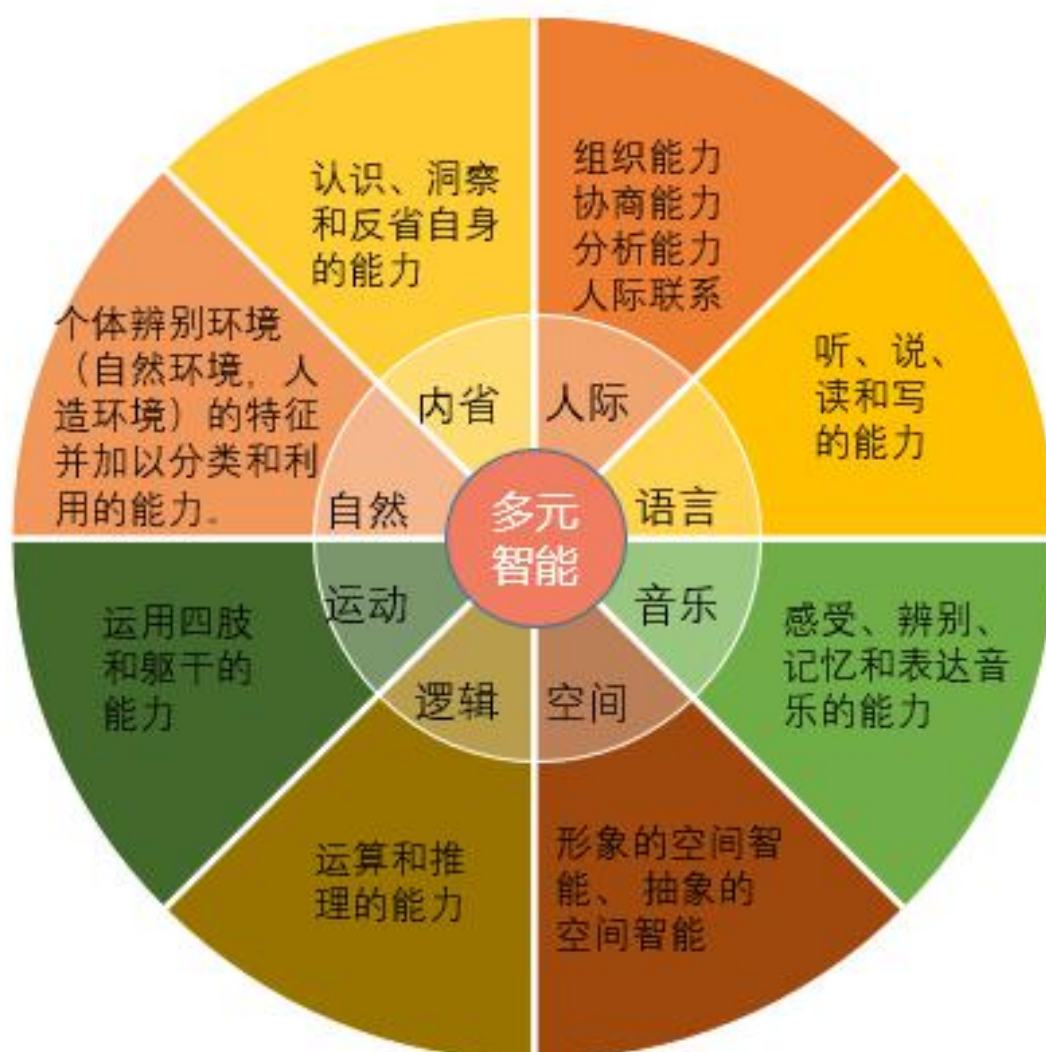 认识、洞察
和反省自身
的能力
组织能力
协商能力
分析能力
人际联系
个体辨别环境
（自然环境，人
造环境）的特征
并加以分类和利
用的能力。
听、说、
读和写
的能力
内省
人际
自然
语言
多元
智能
运动
音乐
逻辑
空间
运用四肢
和躯干的
能力
感受、辨别、
记忆和表达音
乐的能力
运算和推
理的能力
形象的空间智
能、 抽象的
空间智能